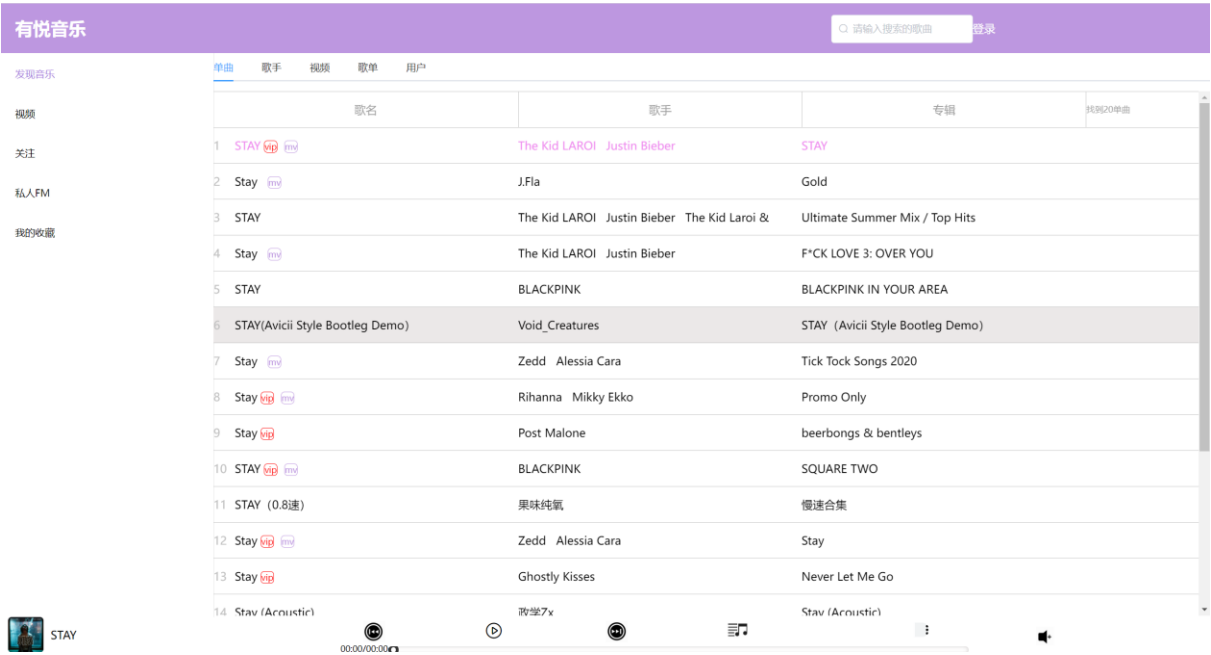 有悦音乐 请输入搜索的歌曲 登录
发现音乐
视频
关注
私人FM
我的收藏
单曲 歌手 视频 歌单 用户
歌名 歌手 专辑 找到20单曲
1 STAY vip mv The Kid LAROI Justin Bieber STAY
2 Stay mv J.Fla Gold
3 STAY The Kid LAROI Justin Bieber The Kid Laroi & Ultimate Summer Mix / Top Hits
4 Stay mv The Kid LAROI Justin Bieber F*CK LOVE 3: OVER YOU
5 STAY BLACKPINK BLACKPINK IN YOUR AREA
6 STAY(Avicii Style Bootleg Demo) Void_Creatures STAY（Avicii Style Bootleg Demo）
7 Stay mv Zedd Alessia Cara Tick Tock Songs 2020
8 Stay vip mv Rihanna Mikky Ekko Promo Only
9 Stay vip Post Malone beerbongs & bentleys
10 STAY vip mv BLACKPINK SQUARE TWO
11 STAY（0.8速） 果味纯氧 慢速合集
12 Stay vip mv Zedd Alessia Cara Stay
13 Stay vip Ghostly Kisses Never Let Me Go
14 Stay (Acoustic) 政学Zx Stay (Acoustic)
STAY
00:00/00:00